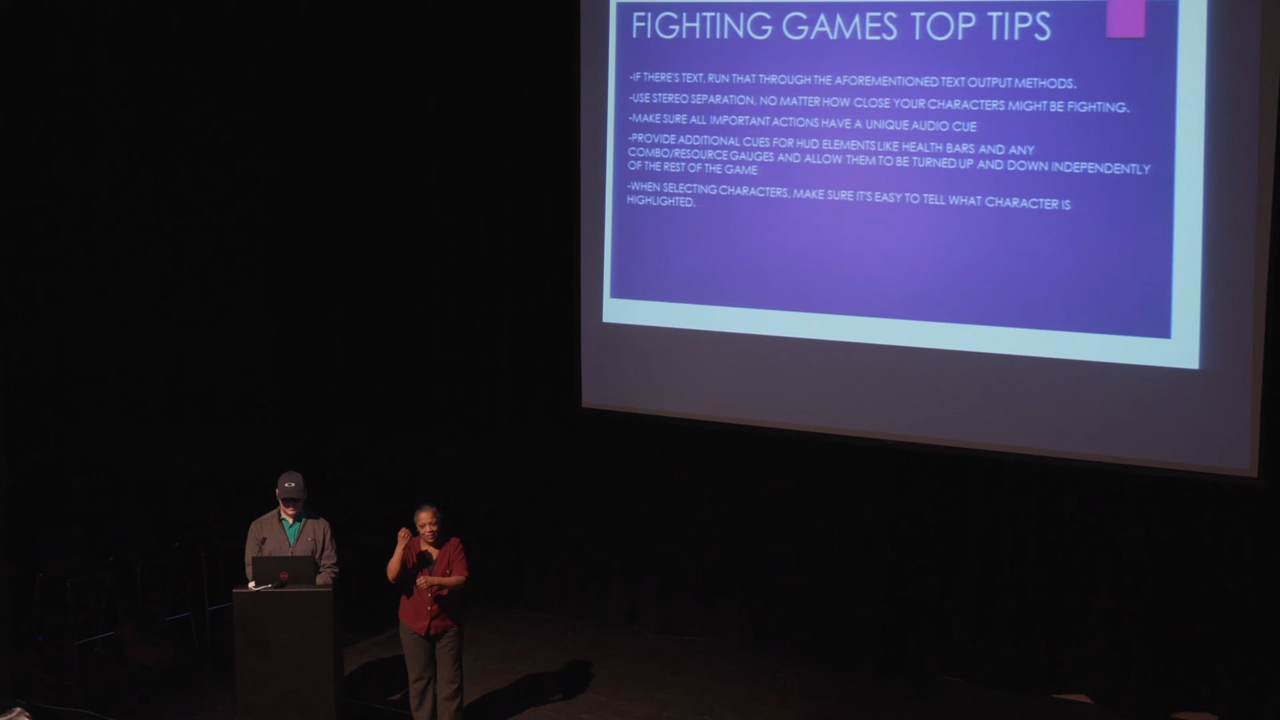 FIGHTING GAMES TOP TIPS
-IF THERE'S TEXT, RUN THAT THROUGH THE AFOREMENTIONED TEXT OUTPUT METHODS.
-USE STEREO SEPARATION, NO MATTER HOW CLOSE YOUR CHARACTERS MIGHT BE FIGHTING.
-MAKE SURE ALL IMPORTANT ACTIONS HAVE A UNIQUE AUDIO CUE
-PROVIDE ADDITIONAL CUES FOR HUD ELEMENTS LIKE HEALTH BARS AND ANY
COMBO/RESOURCE GAUGES AND ALLOW THEM TO BE TURNED UP AND DOWN INDEPENDENTLY
OF THE REST OF THE GAME
-WHEN SELECTING CHARACTERS, MAKE SURE IT'S EASY TO TELL WHAT CHARACTER IS
HIGHLIGHTED.